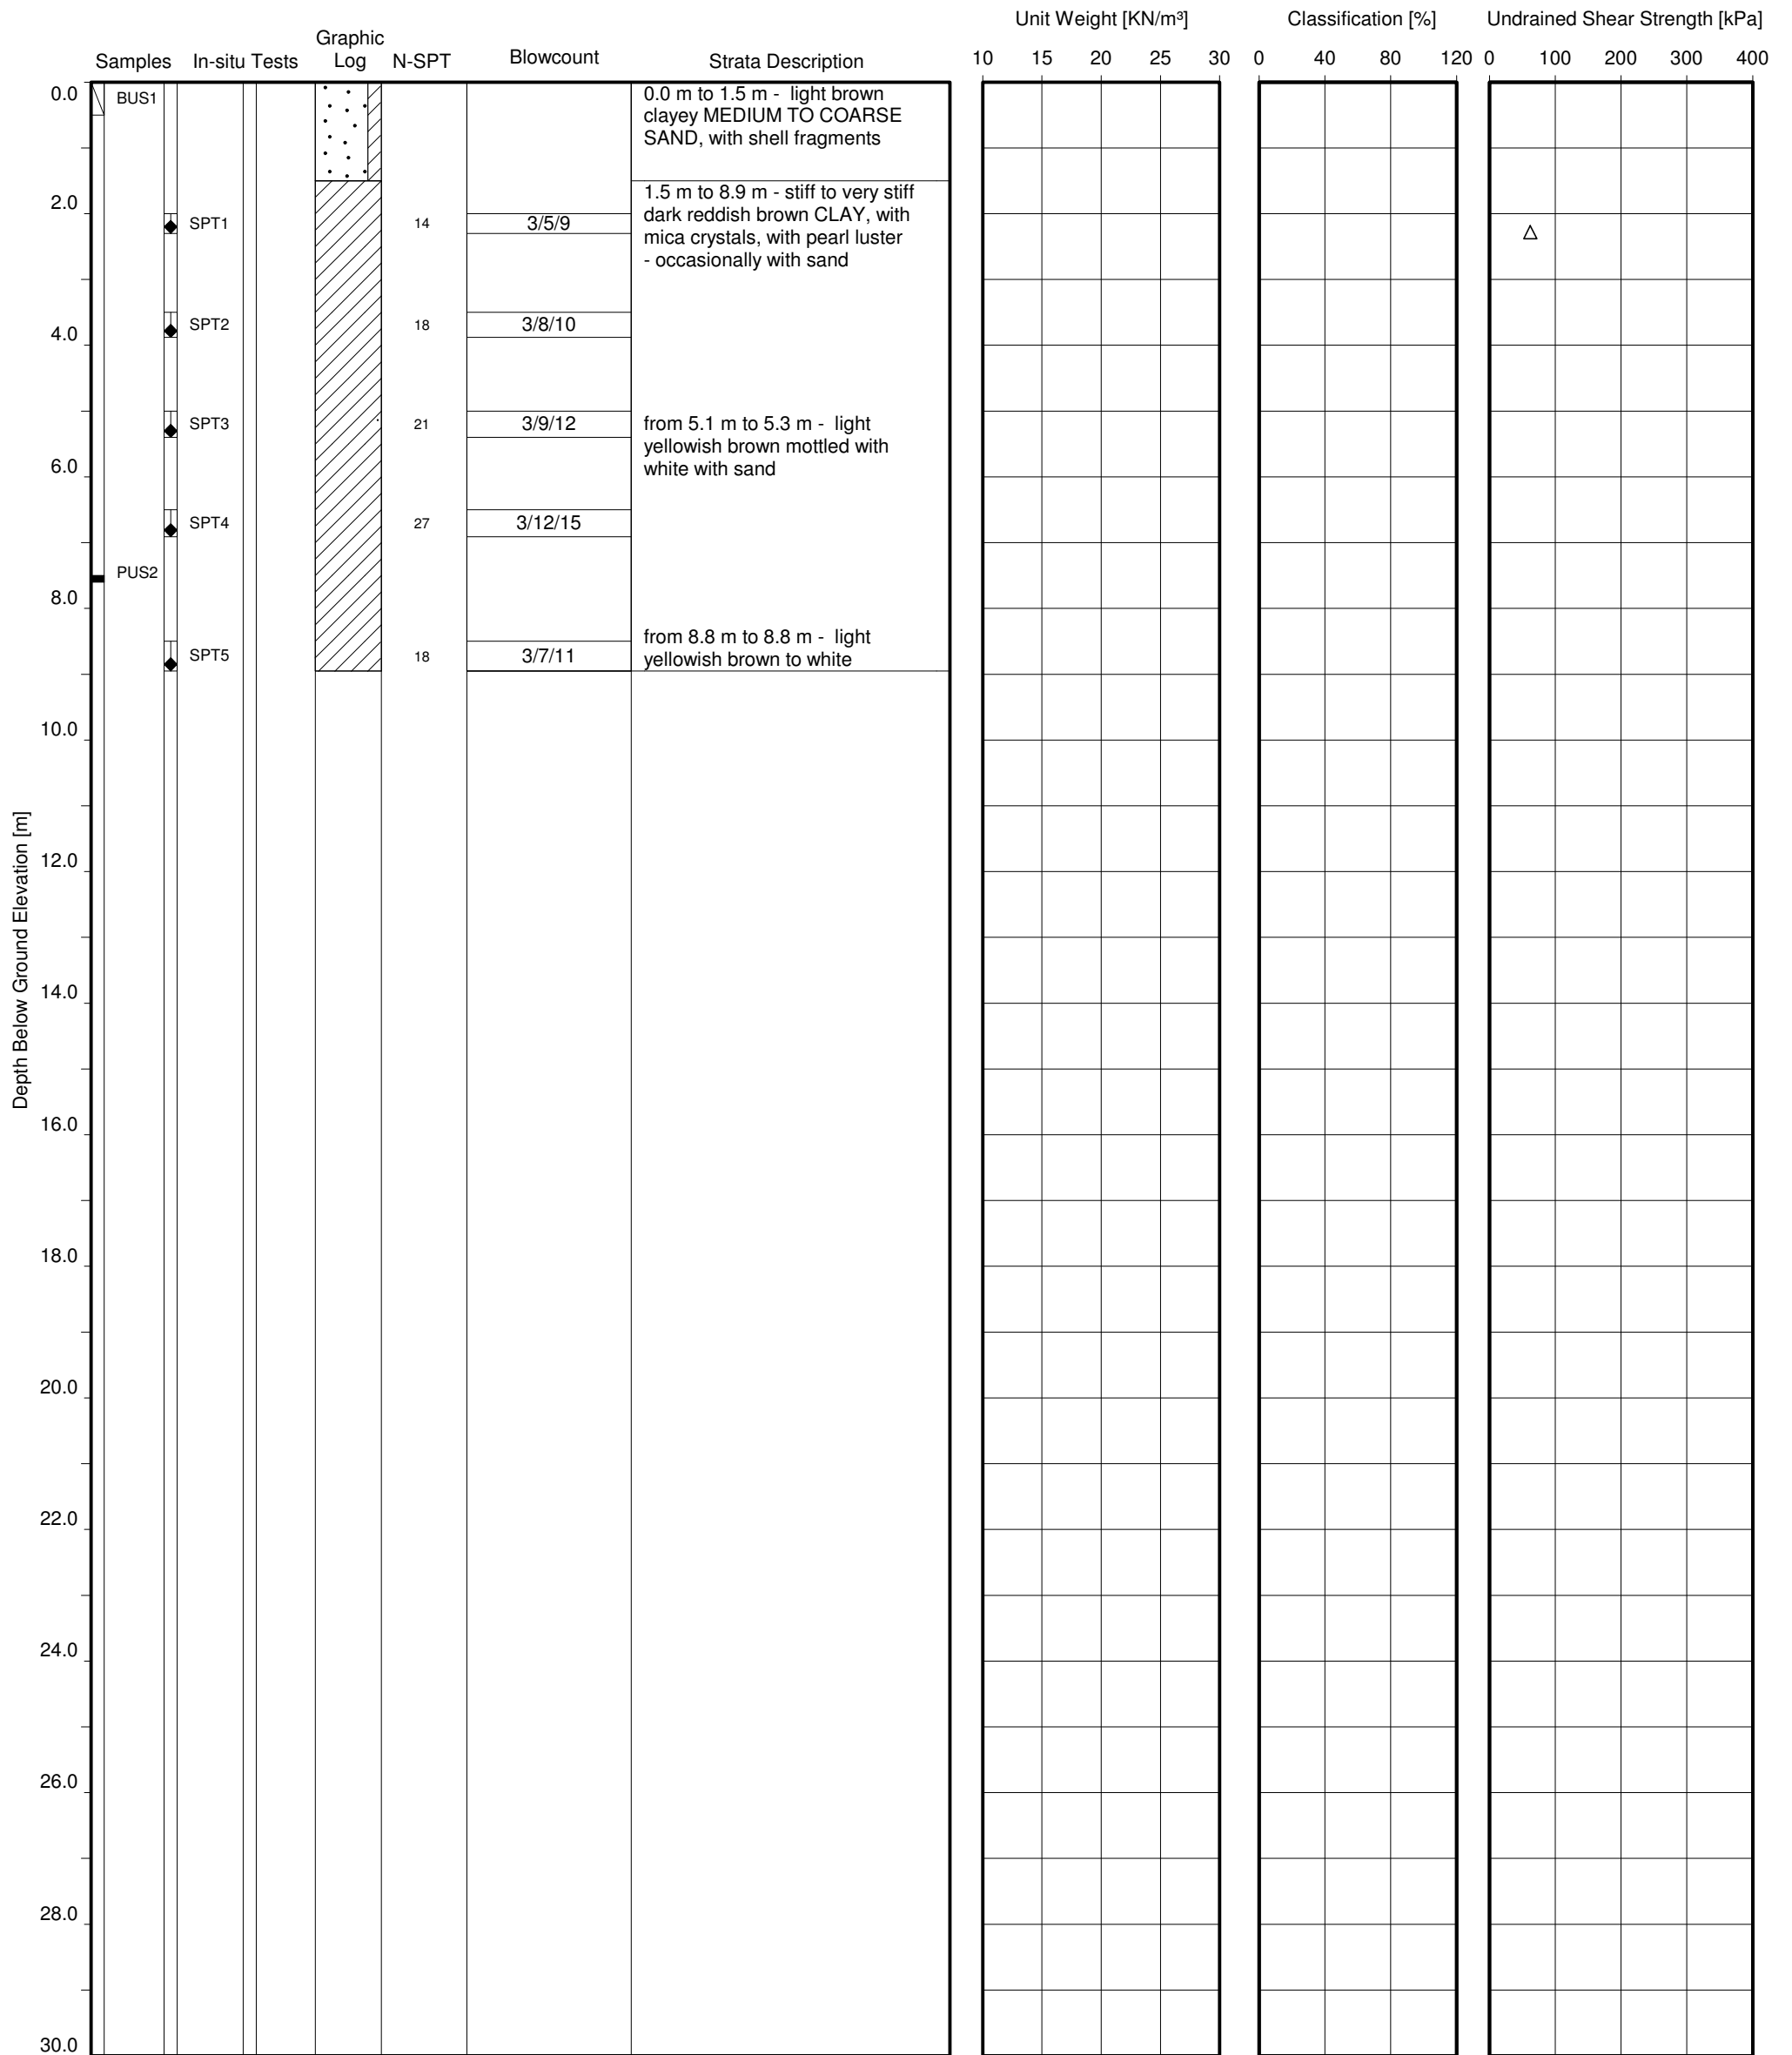 Unit Weight [KN/m³] Classification [%] Undrained Shear Strength [kPa]
Samples In-situ Tests Graphic Log N-SPT Blowcount Strata Description
10 15 20 25 30 0 40 80 120 0 100 200 300 400
0.0 BUS1
0.0 m to 1.5 m - light brown
clayey MEDIUM TO COARSE
SAND, with shell fragments
1.5 m to 8.9 m - stiff to very stiff
2.0
dark reddish brown CLAY, with
SPT1 14 3/5/9
mica crystals, with pearl luster
- occasionally with sand
SPT2 18 3/8/10
4.0
SPT3 21 3/9/12
from 5.1 m to 5.3 m - light
yellowish brown mottled with
white with sand
6.0
SPT4 27 3/12/15
PUS2
8.0
from 8.8 m to 8.8 m - light
yellowish brown to white
SPT5 18 3/7/11
10.0
12.0
14.0
16.0
18.0
20.0
22.0
24.0
26.0
28.0
30.0
Depth Below Ground Elevation [m]